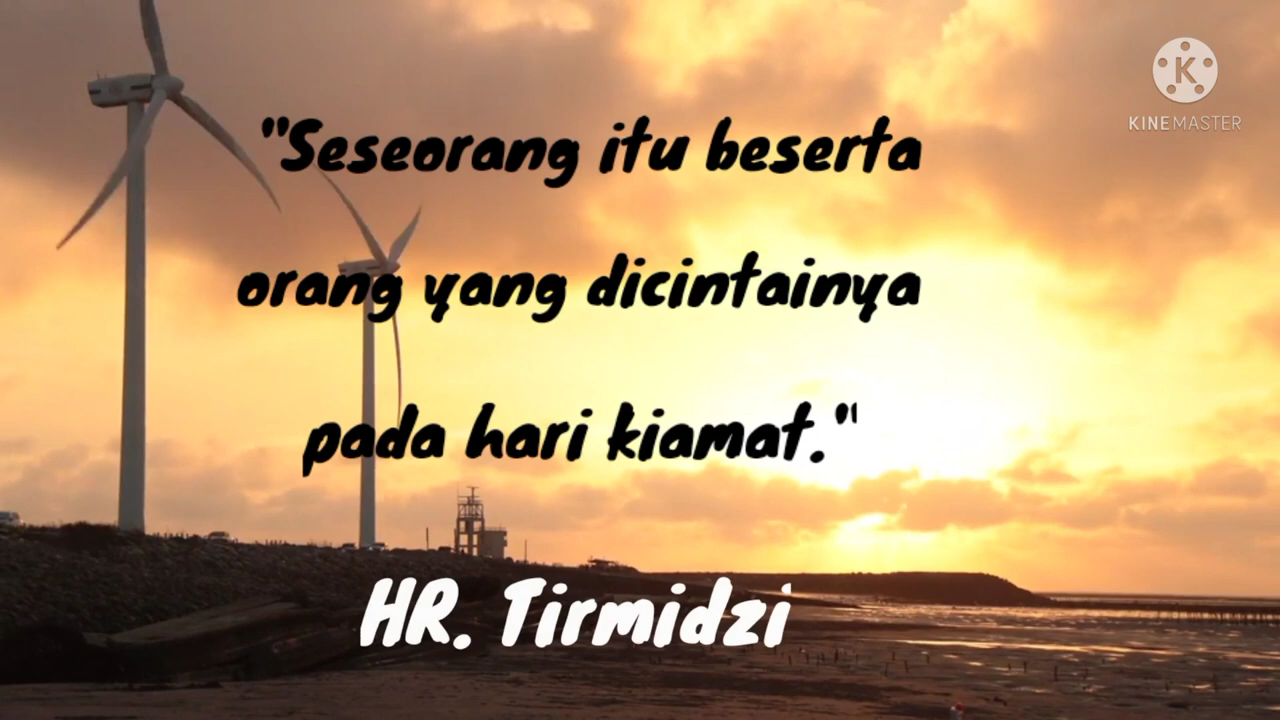 "Seseorang itu beserta
orang yang dicintainya
pada hari kiamat."
HR. Tirmidzi
KINEMASTER